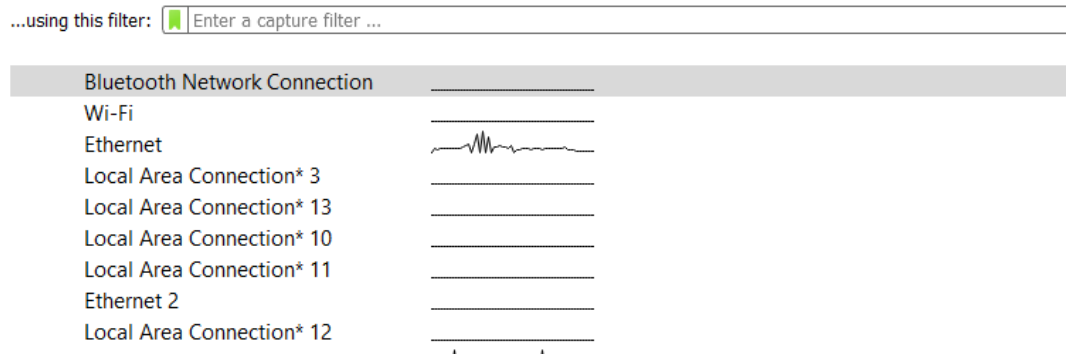 ...using this filter: Enter a capture filter ...
Bluetooth Network Connection
Wi-Fi
Ethernet
Local Area Connection* 3
Local Area Connection* 13
Local Area Connection* 10
Local Area Connection* 11
Ethernet 2
Local Area Connection* 12